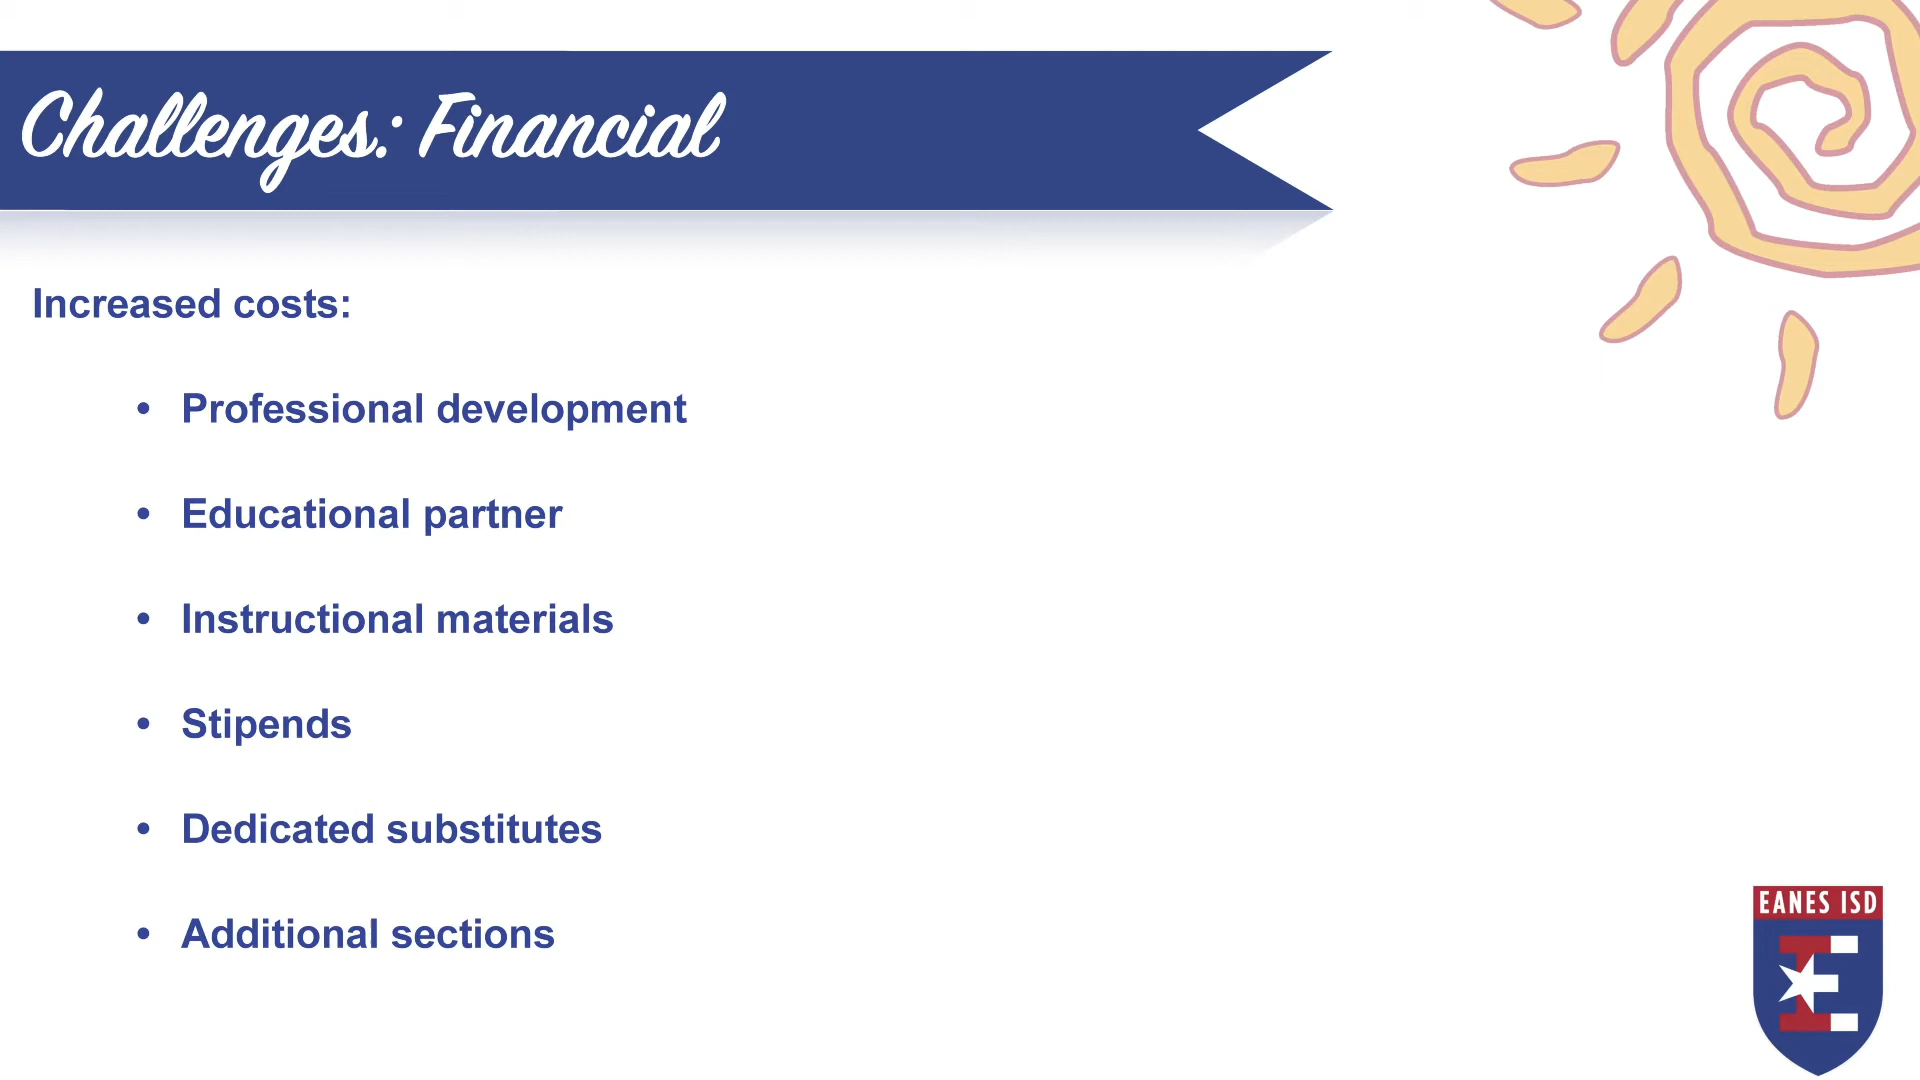 Challenges: Financial
Increased costs:
• Professional development
• Educational partner
• Instructional materials
• Stipends
• Dedicated substitutes
• Additional sections
EANES ISD
E